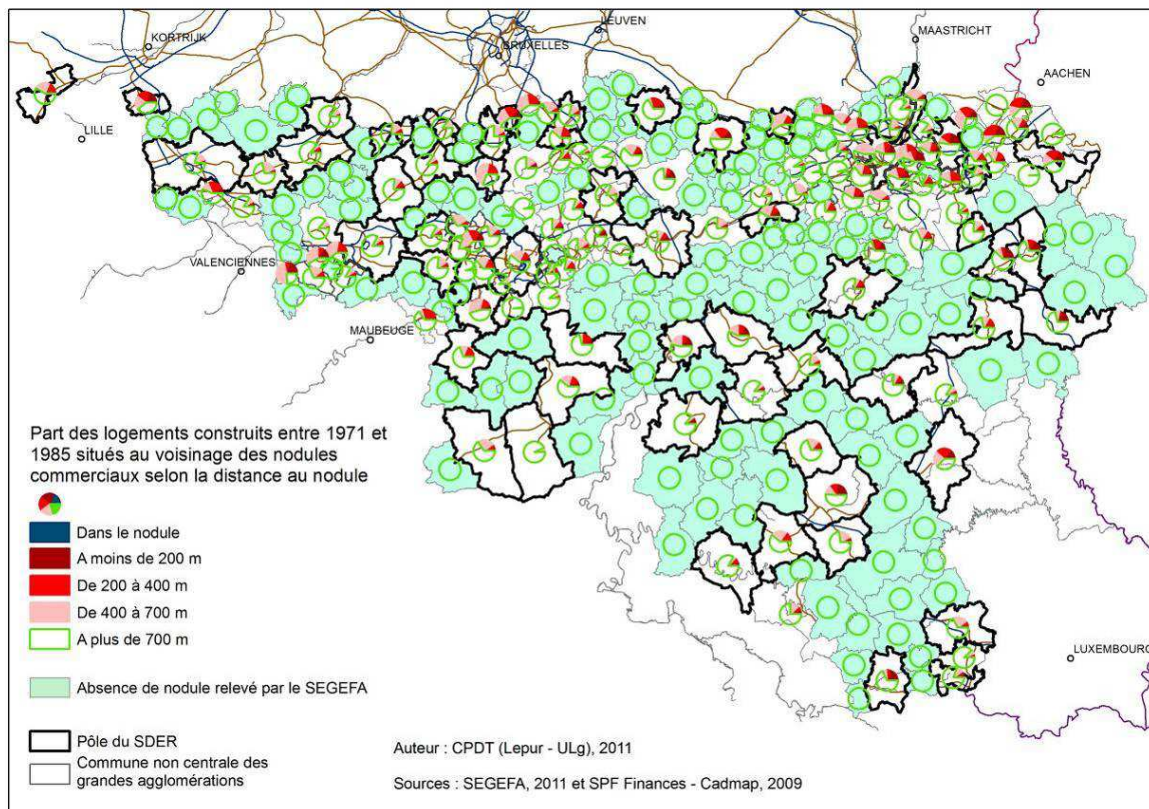 KORTRIJK
LEUVEN
BRUXELLES
MAASTRICHT
AACHEN
LILLE
VALENCIENNES
MAUBEUGE
LUXEMBOURG
Part des logements construits entre 1971 et
1985 situés au voisinage des nodules
commerciaux selon la distance au nodule
Dans le nodule
A moins de 200 m
De 200 à 400 m
De 400 à 700 m
A plus de 700 m
Absence de nodule relevé par le SEGEFA
Pôle du SDER
Commune non centrale des
grandes agglomérations
Auteur : CPDT (Lepur - ULg), 2011
Sources : SEGEFA, 2011 et SPF Finances - Cadmap, 2009